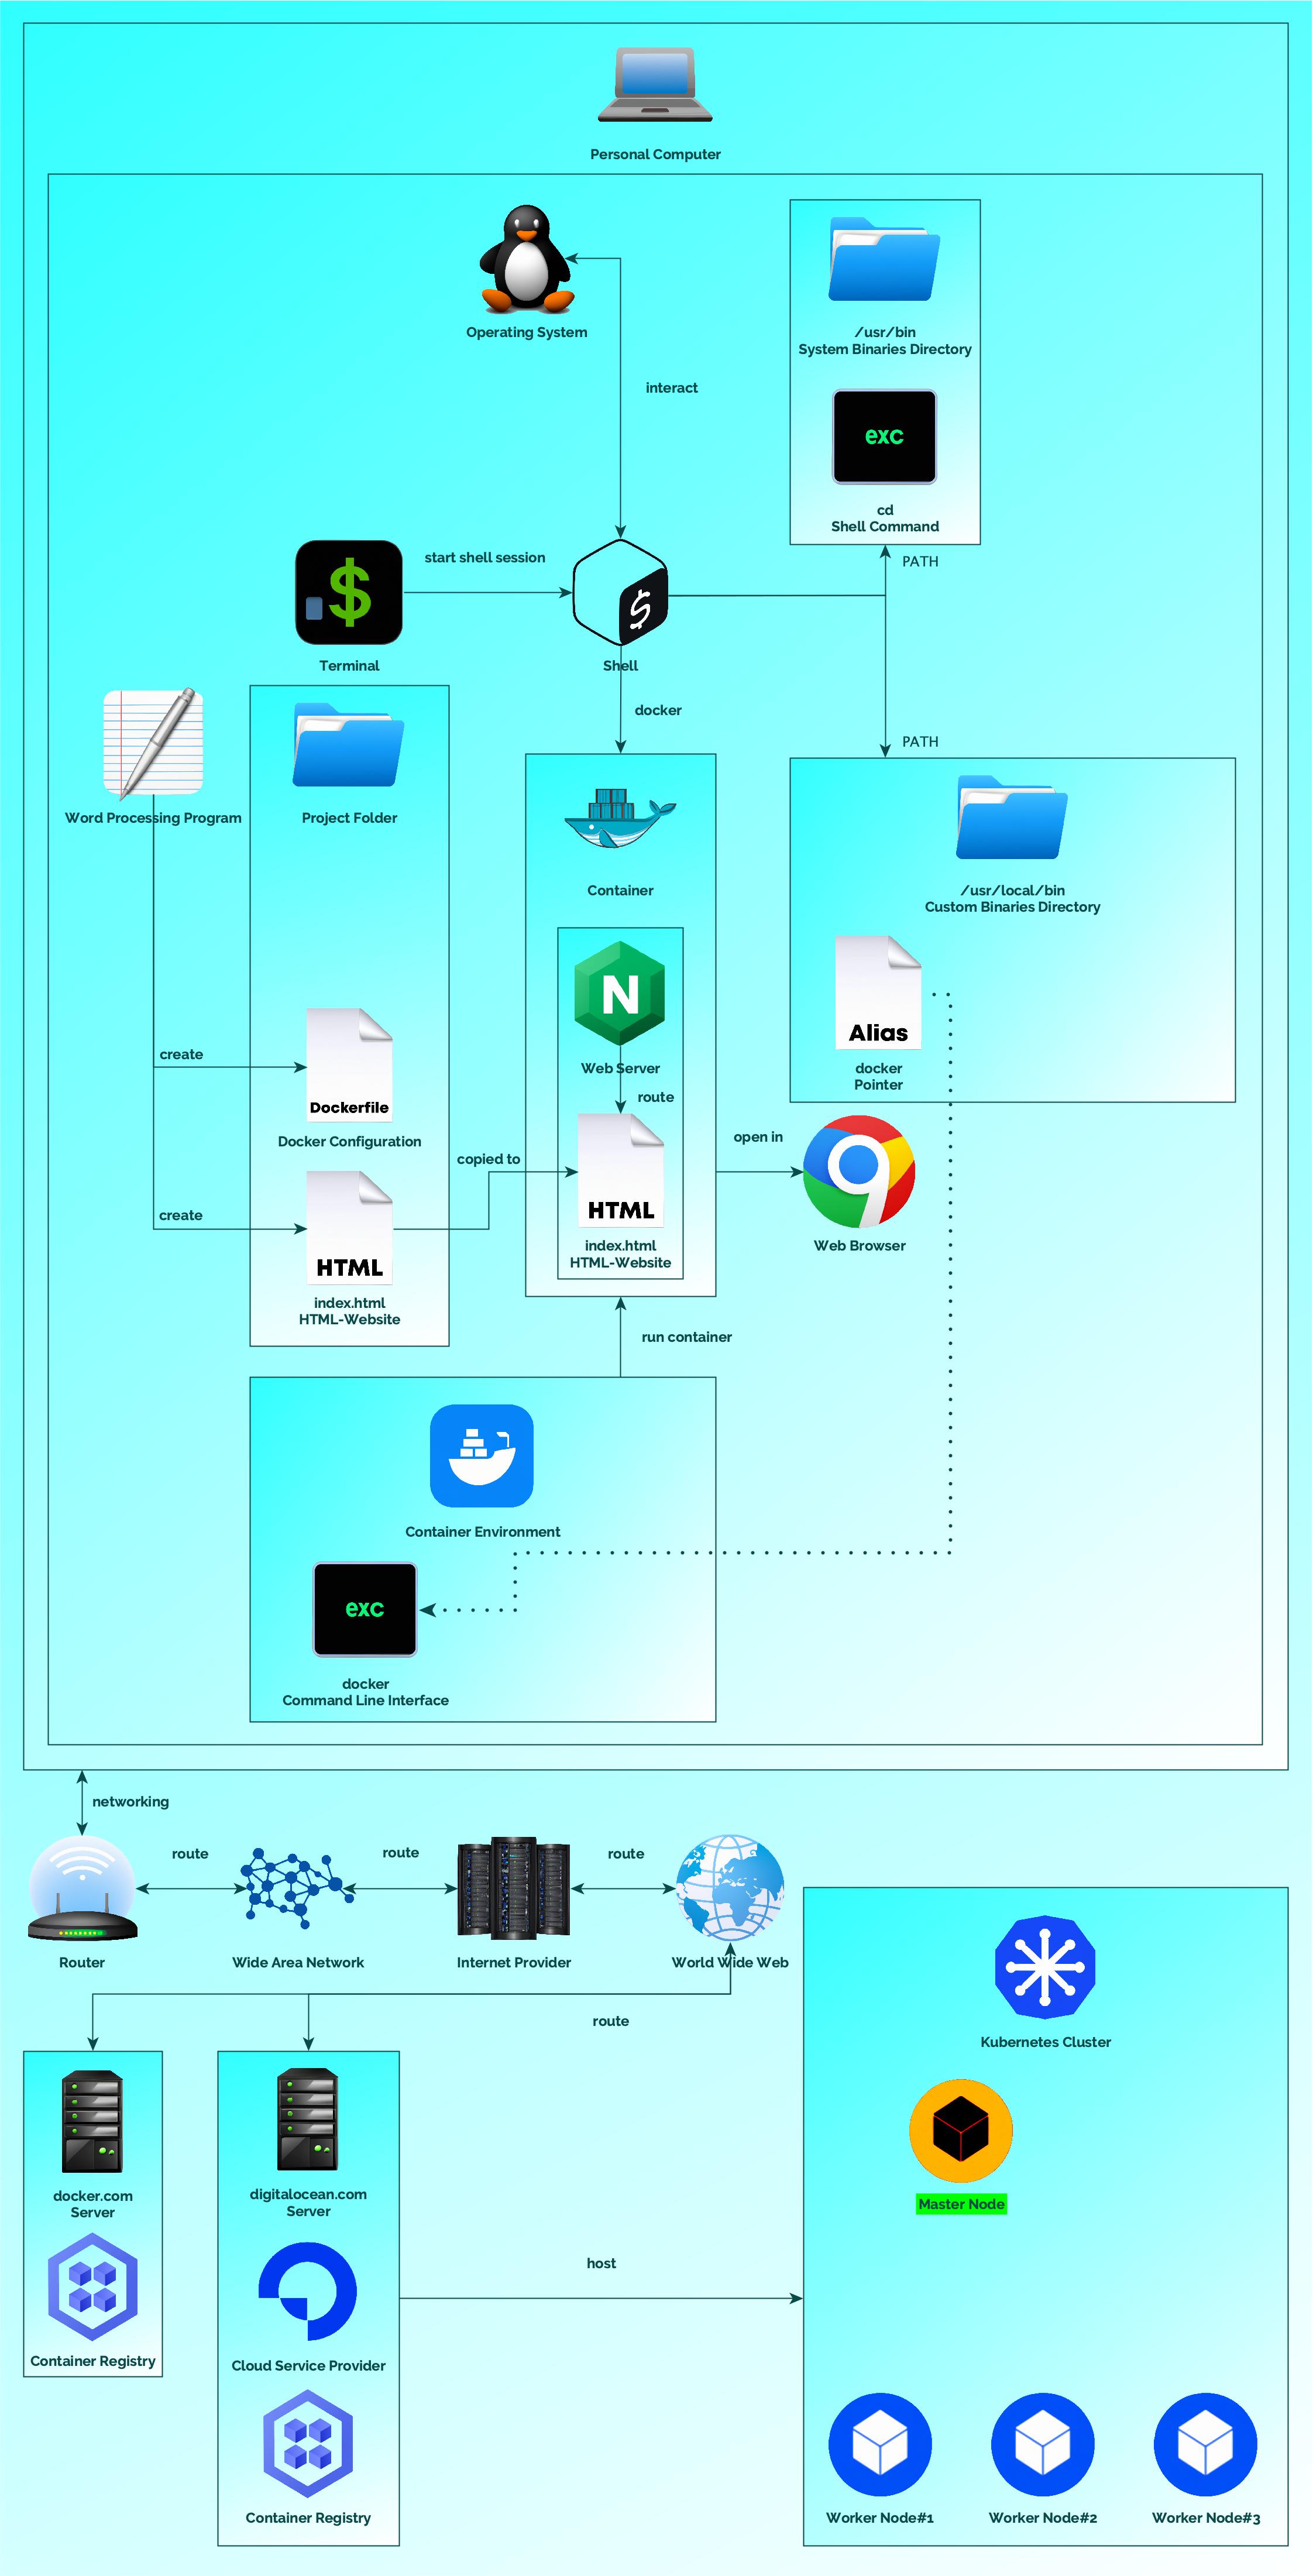 Personal Computer
Operating System
interact
/usr/bin
System Binaries Directory
exc
cd
Shell Command
PATH
start shell session
$
$
Terminal
Shell
docker
PATH
Word Processing Program
Project Folder
Container
/usr/local/bin
Custom Binaries Directory
N
Web Server
route
Alias
docker
Pointer
create
Dockerfile
Docker Configuration
copied to
open in
HTML
index.html
HTML-Website
Web Browser
create
HTML
index.html
HTML-Website
run container
Container Environment
exc
docker
Command Line Interface
networking
route
route
route
Router
Wide Area Network
Internet Provider
World Wide Web
route
Kubernetes Cluster
Master Node
docker.com
Server
Container Registry
digitalocean.com
Server
Cloud Service Provider
Container Registry
host
Worker Node#1
Worker Node#2
Worker Node#3